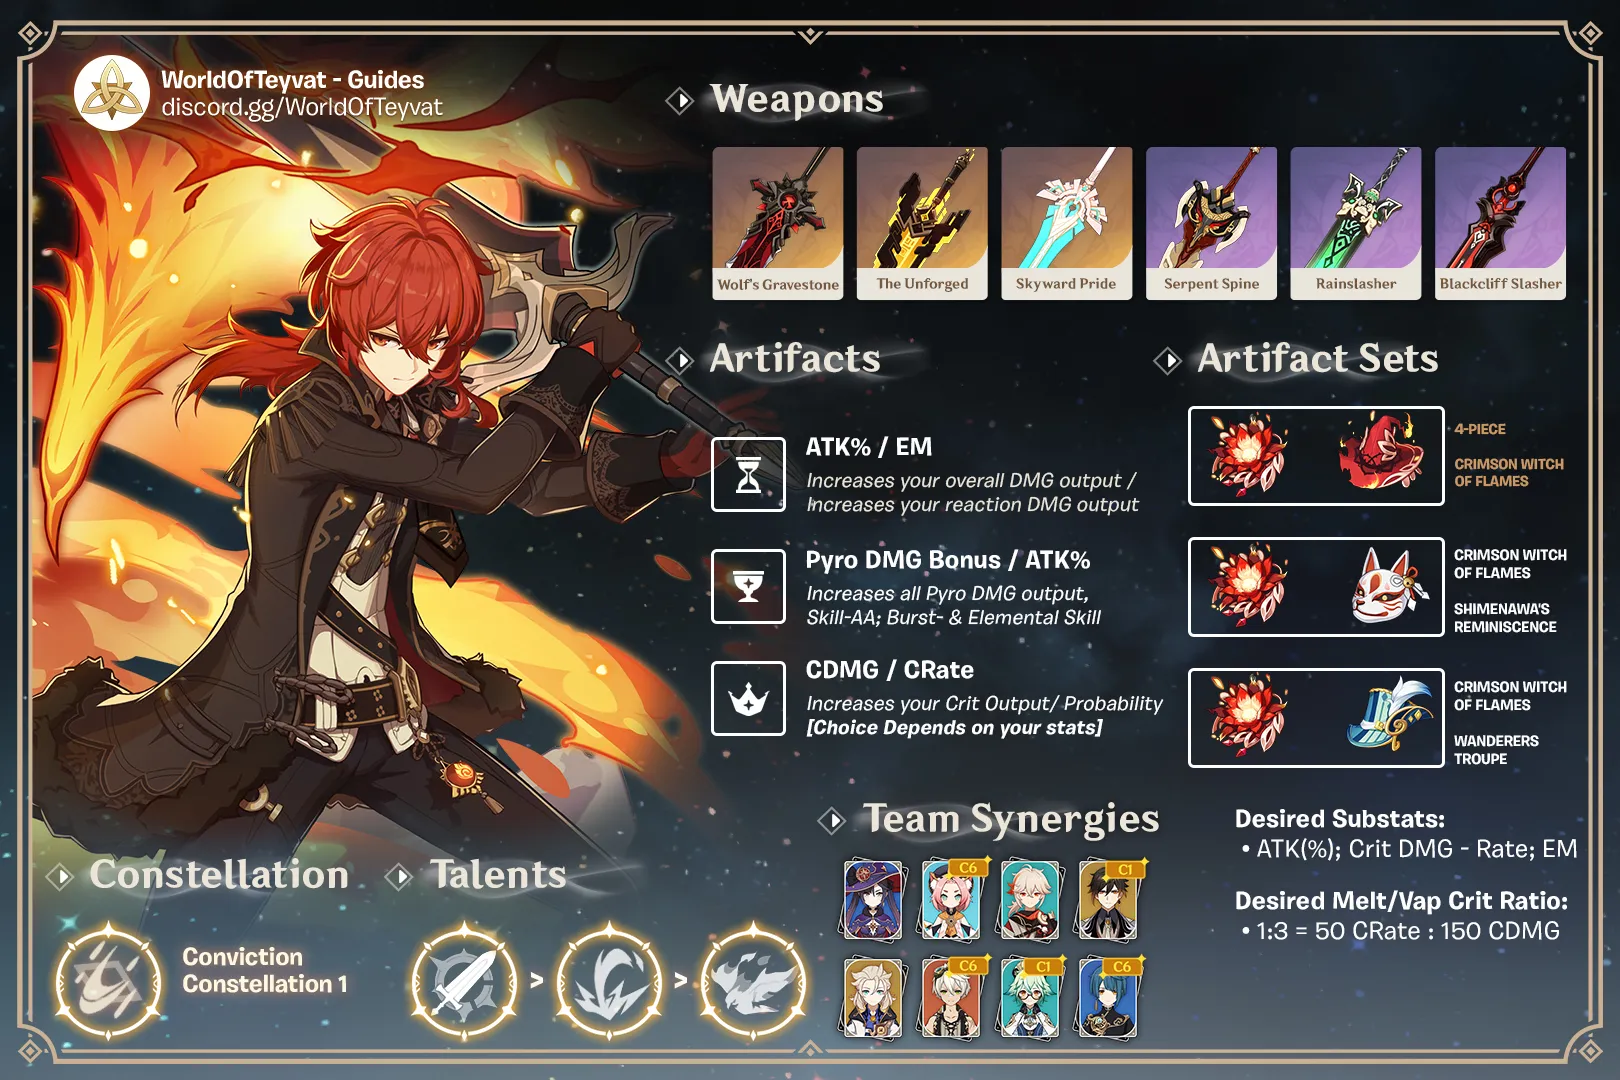 WorldOfTeyvat - Guides
discord.gg/WorldOfTeyvat
Weapons
Wolf's Gravestone
The Unforged
Skyward Pride
Serpent Spine
Rainslasher
Blackcliff Slasher
Artifacts
ATK% / EM
Increases your overall DMG output /
Increases your reaction DMG output
Pyro DMG Bonus / ATK%
Increases all Pyro DMG output,
Skill-AA; Burst- & Elemental Skill
CDMG / CRate
Increases your Crit Output/ Probability
[Choice Depends on your stats]
Artifact Sets
4-PIECE
CRIMSON WITCH
OF FLAMES
CRIMSON WITCH
OF FLAMES
SHIMENAWA'S
REMINISCENCE
CRIMSON WITCH
OF FLAMES
WANDERERS
TROUPE
Constellation
Conviction
Constellation 1
Talents
> >
Team Synergies
C6
C1
C6
C1
C6
Desired Substats:
• ATK(%); Crit DMG - Rate; EM
Desired Melt/Vap Crit Ratio:
• 1:3 = 50 CRate : 150 CDMG